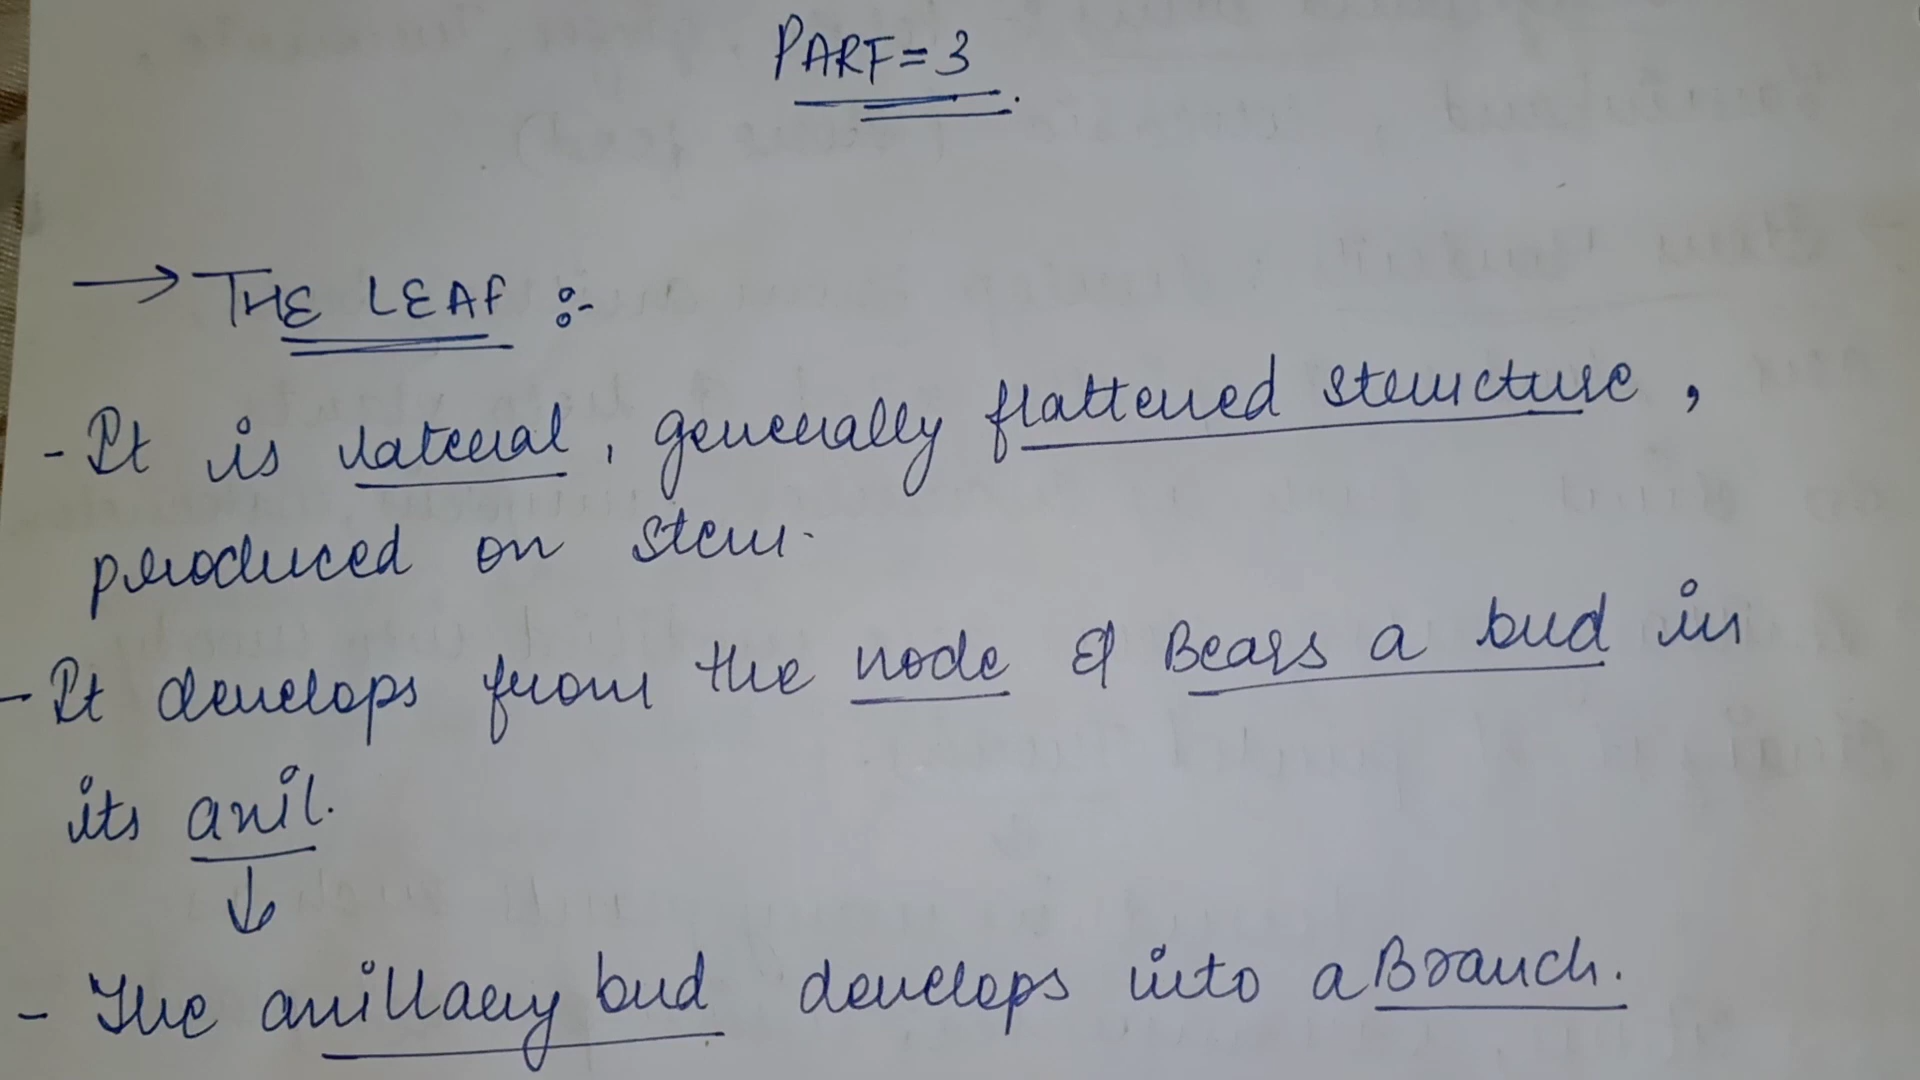 PART=3
→ THE LEAF :-
- It is lateral, generally flattened structure,
produced on stem.
- It develops from the node & Bears a bud in
its axil.
↓
- The axillary bud develops into a Branch.